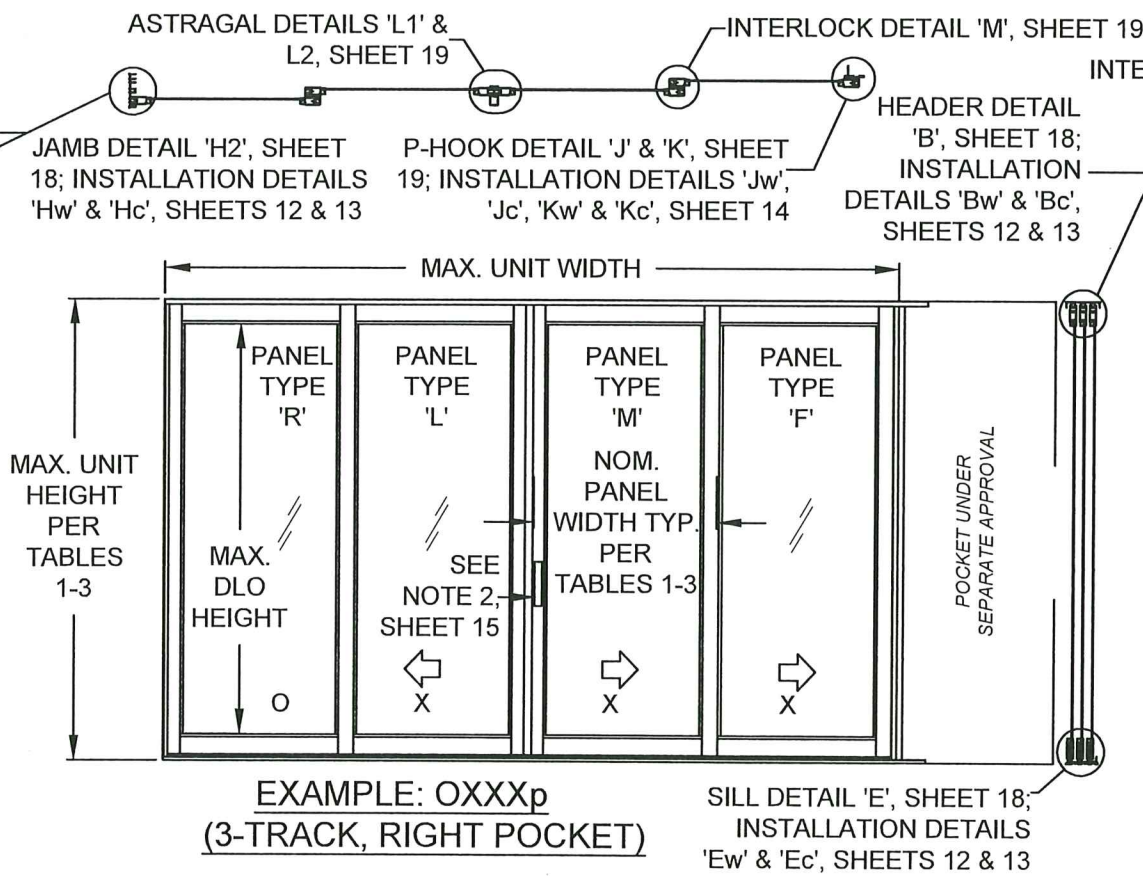 ASTRAGAL DETAILS 'L1' &
L2, SHEET 19
INTERLOCK DETAIL 'M', SHEET 19
INTE
JAMB DETAIL 'H2', SHEET
18; INSTALLATION DETAILS
'Hw' & 'Hc', SHEETS 12 & 13
P-HOOK DETAIL 'J' & 'K', SHEET
19; INSTALLATION DETAILS 'Jw',
'Jc', 'Kw' & 'Kc', SHEET 14
HEADER DETAIL
'B', SHEET 18;
INSTALLATION
DETAILS 'Bw' & 'Bc',
SHEETS 12 & 13
MAX. UNIT WIDTH
MAX. UNIT
HEIGHT
PER
TABLES
1-3
MAX.
DLO
HEIGHT
PANEL
TYPE
'R'
O
PANEL
TYPE
'L'
SEE
NOTE 2,
SHEET 15
X
PANEL
TYPE
'M'
NOM.
PANEL
WIDTH TYP.
PER
TABLES 1-3
X
PANEL
TYPE
'F'
X
POCKET UNDER
SEPARATE APPROVAL
EXAMPLE: OXXXp
(3-TRACK, RIGHT POCKET)
SILL DETAIL 'E', SHEET 18;
INSTALLATION DETAILS
'Ew' & 'Ec', SHEETS 12 & 13